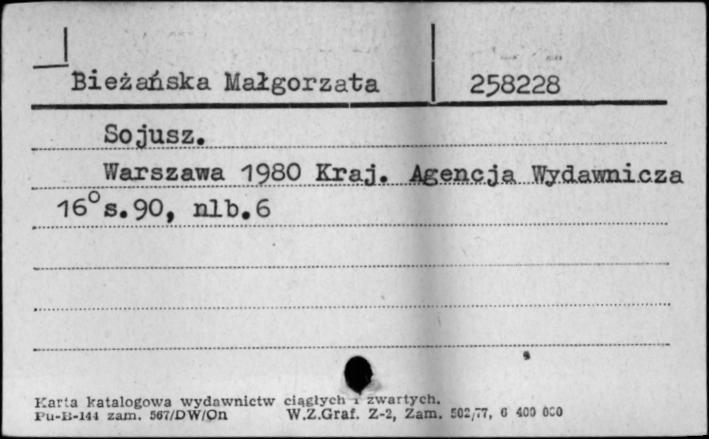 Bieżańska Małgorzata 258228
Sojusz.
Warszawa 1980 Kraj. Agencja Wydawnicza
16° s.90, nlb.6
Karta katalogowa wydawnictw ciągłych i zwartych.
Pu-B-144 zam. 567/DW/On W.Z.Graf. Z-2, Zam. 502/77, 6 400 000